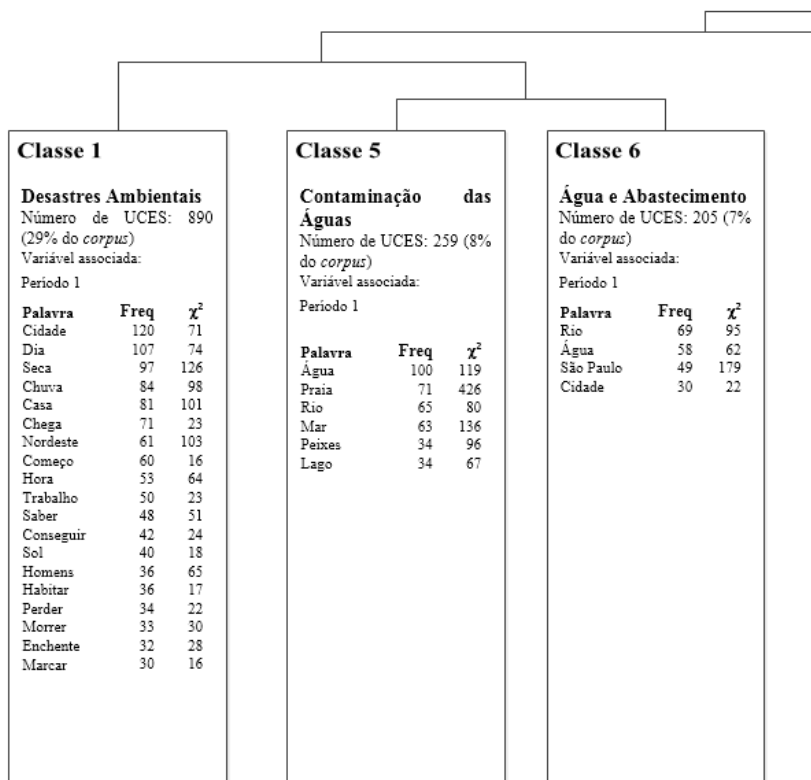 Classe 1
Desastres Ambientais
Número de UCES: 890
(29% do corpus)
Variável associada:
Período 1
Palavra Freq χ²
Cidade 120 71
Dia 107 74
Seca 97 126
Chuva 84 98
Casa 81 101
Chega 71 23
Nordeste 61 103
Começo 60 16
Hora 53 64
Trabalho 50 23
Saber 48 51
Conseguir 42 24
Sol 40 18
Homens 36 65
Habitar 36 17
Perder 34 22
Morrer 33 30
Enchente 32 28
Marcar 30 16
Classe 5
Contaminação das
Águas
Número de UCES: 259 (8%
do corpus)
Variável associada:
Período 1
Palavra Freq χ²
Água 100 119
Praia 71 426
Rio 65 80
Mar 63 136
Peixes 34 96
Lago 34 67
Classe 6
Água e Abastecimento
Número de UCES: 205 (7%
do corpus)
Variável associada:
Período 1
Palavra Freq χ²
Rio 69 95
Água 58 62
São Paulo 49 179
Cidade 30 22